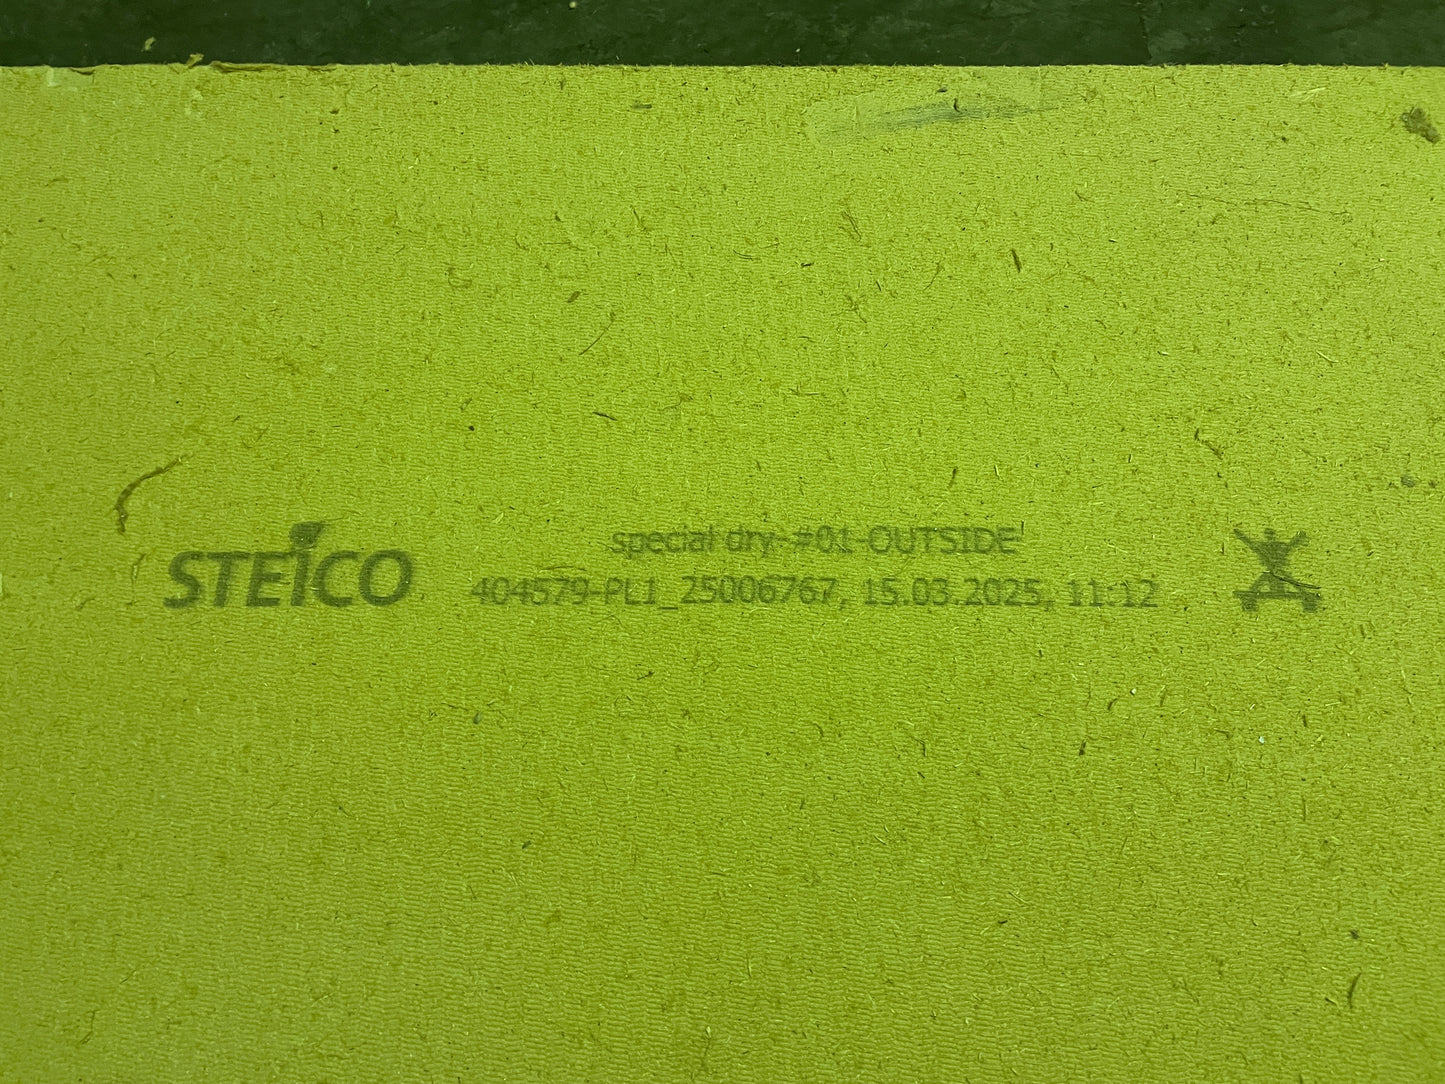 STEICO
special dry-#01-OUTSIDE
404579-PL1_25006767, 15.03.2025, 11:12